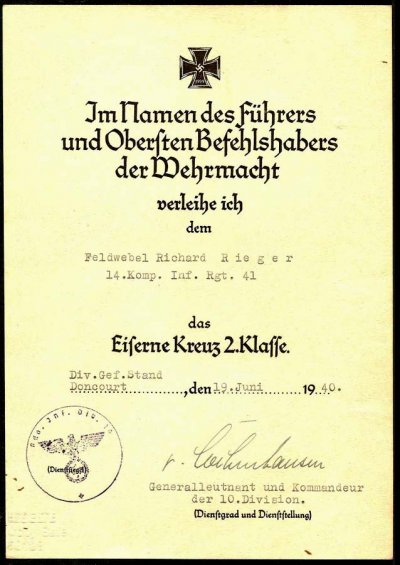 Im Namen des Führers
und Obersten Befehlshabers
der Wehrmacht
verleihe ich
dem
Feldwebel Richard R i e g e r
14.Komp. Inf. Rgt. 41
das
Eiserne Kreuz 2.Klasse.
Div.Gef.Stand
Doncourt, den 19.Juni 1940.
(Dienstsiegel)
Generalleutnant und Kommandeur
der 10.Division.
(Dienstgrad und Dienststellung)